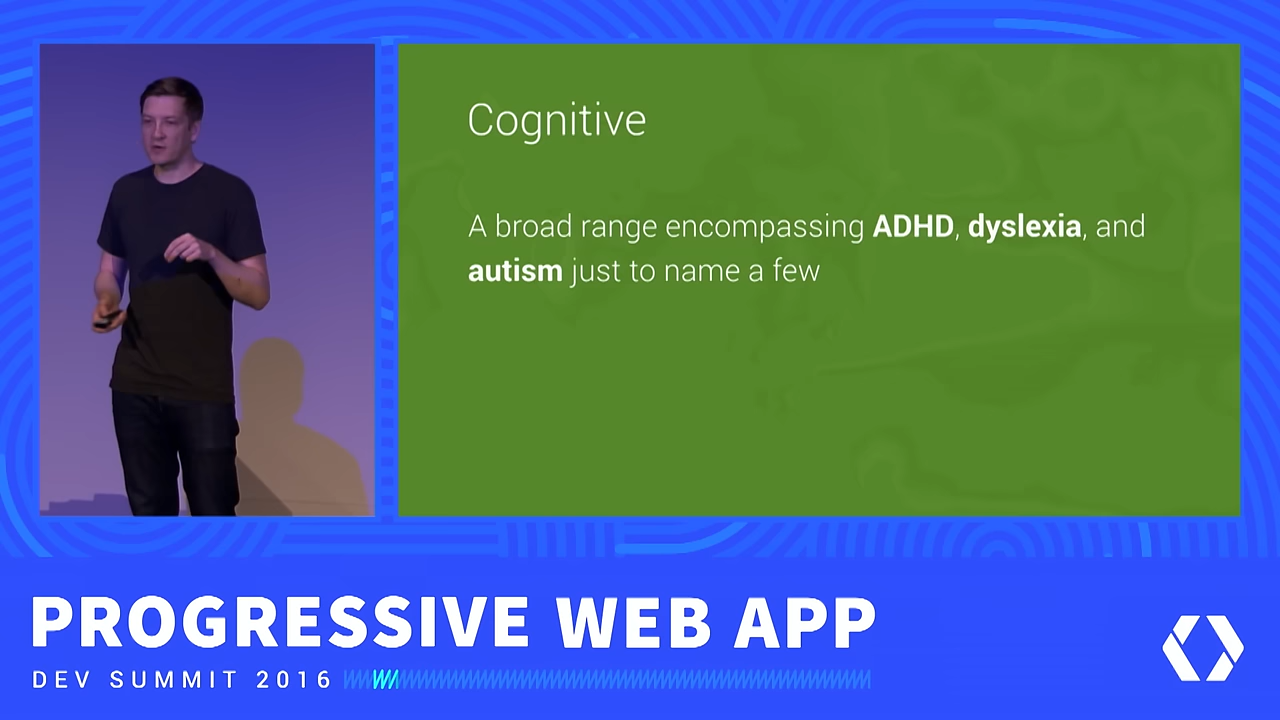 Cognitive
A broad range encompassing ADHD, dyslexia, and
autism just to name a few
PROGRESSIVE WEB APP
DEV SUMMIT 2016